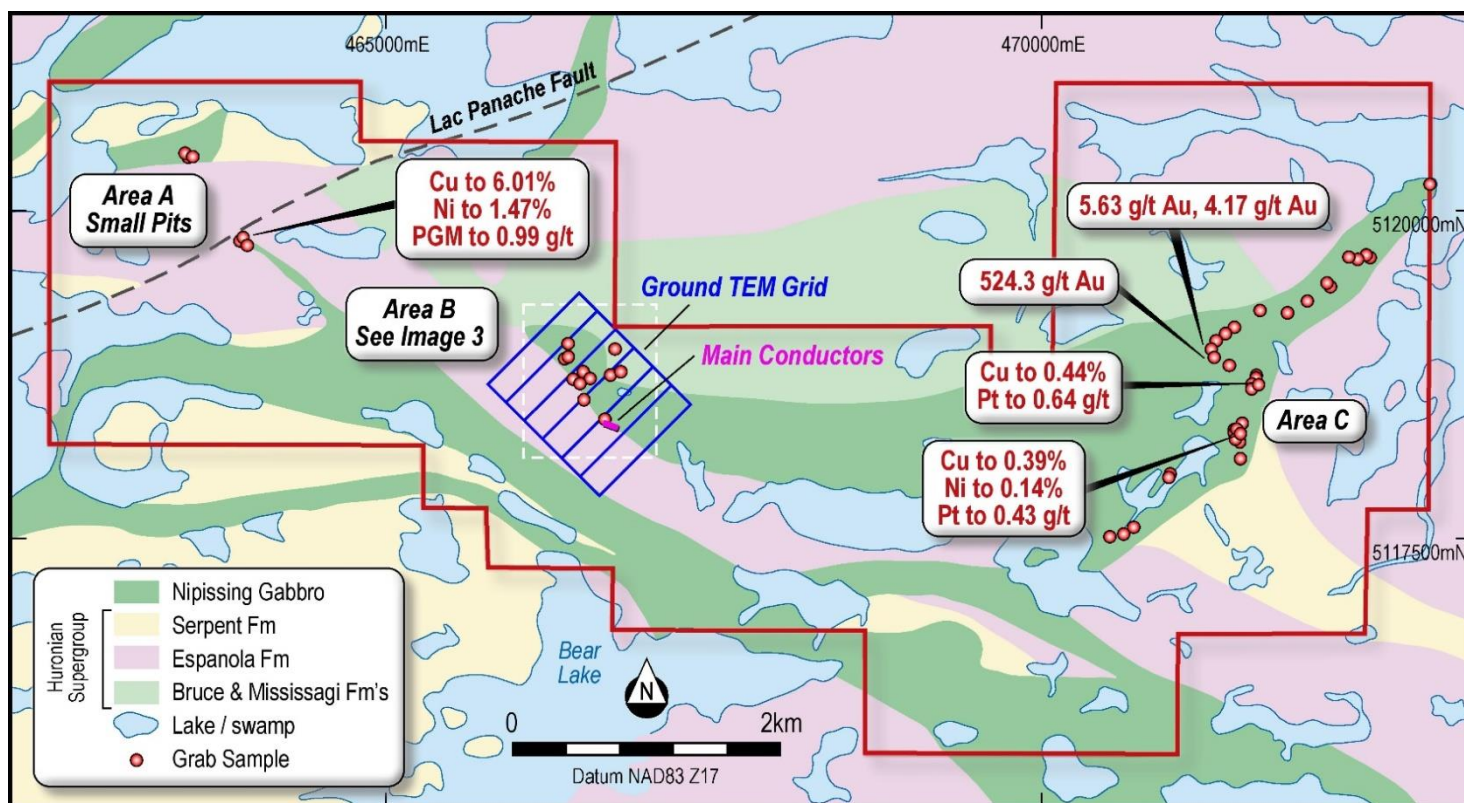 465000mE
470000mE
Lac Panache Fault
Area A
Small Pits
Cu to 6.01%
Ni to 1.47%
PGM to 0.99 g/t
5.63 g/t Au, 4.17 g/t Au
5120000mN
524.3 g/t Au
Ground TEM Grid
Area B
See Image 3
Main Conductors
Cu to 0.44%
Pt to 0.64 g/t
Area C
Cu to 0.39%
Ni to 0.14%
Pt to 0.43 g/t
5117500mN
Nipissing Gabbro
Huronian
Supergroup
Serpent Fm
Espanola Fm
Bruce & Mississagi Fm's
Lake / swamp
Grab Sample
Bear
Lake
N
0
2km
Datum NAD83 Z17